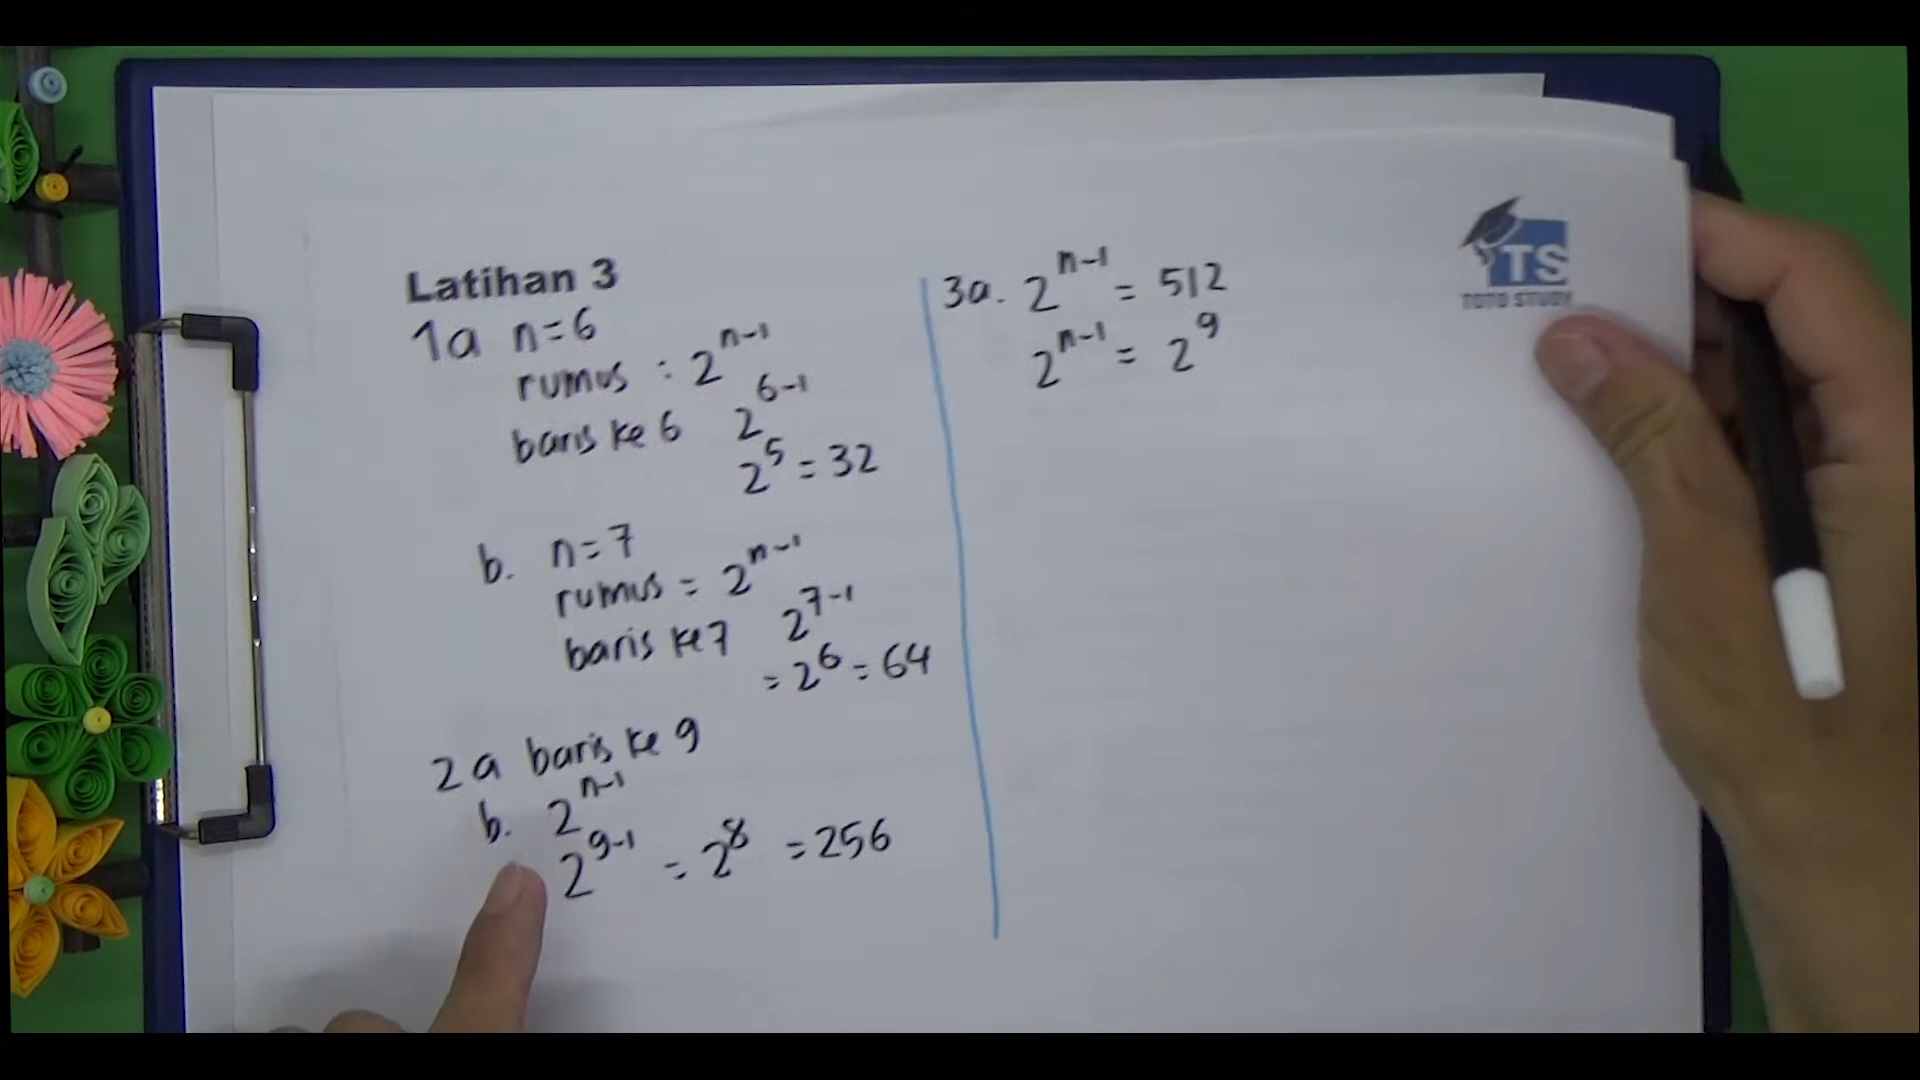 Latihan 3
1a n=6
rumus : 2^{n-1}
baris ke 6 2^{6-1}
2^5 = 32
b. n=7
rumus = 2^{n-1}
baris ke 7 2^{7-1}
= 2^6 = 64
2a baris ke 9
b. 2^{n-1}
2^{9-1} = 2^8 = 256
3a. 2^{n-1} = 512
2^{n-1} = 2^9
TS
TOTO STUDY